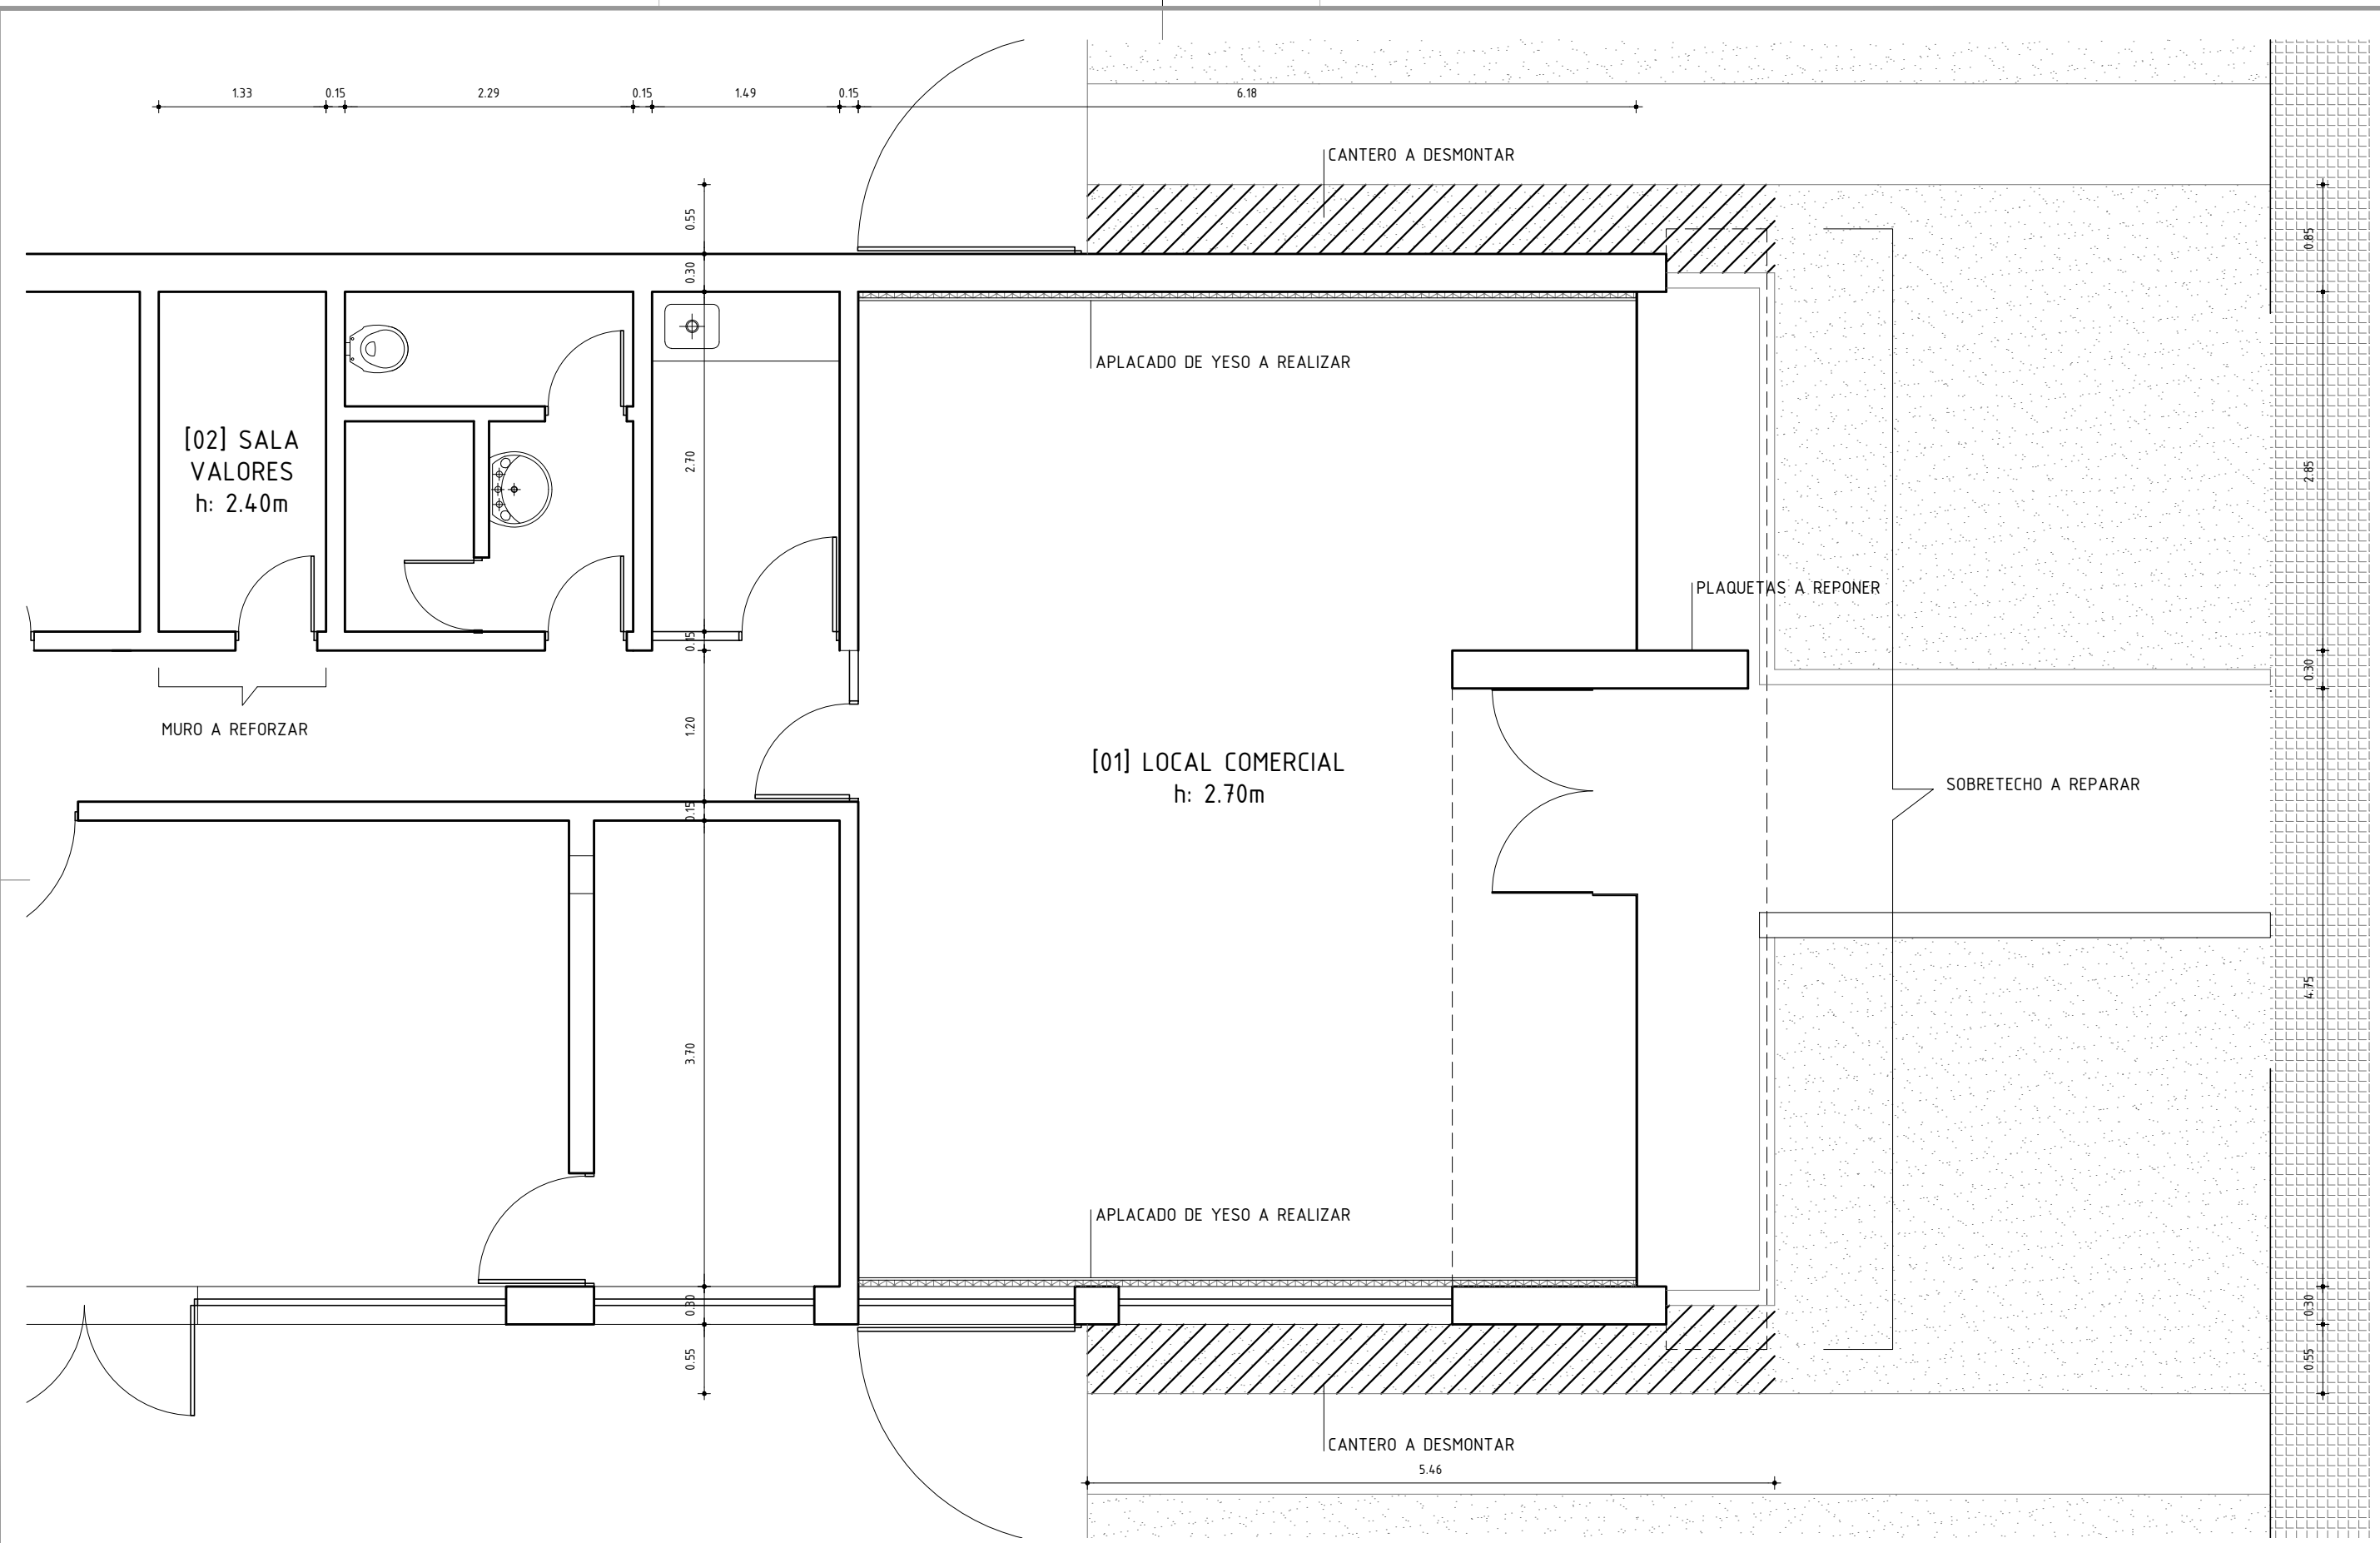 1.33
0.15
2.29
0.15
1.49
0.15
6.18
CANTERO A DESMONTAR
0.55
0.85
0.30
APLACADO DE YESO A REALIZAR
[02] SALA
VALORES
h: 2.40m
2.70
2.85
PLAQUETAS A REPONER
0.15
0.30
MURO A REFORZAR
1.20
[01] LOCAL COMERCIAL
h: 2.70m
SOBRETECHO A REPARAR
0.15
4.75
3.70
APLACADO DE YESO A REALIZAR
0.30
0.30
0.55
0.55
CANTERO A DESMONTAR
5.46